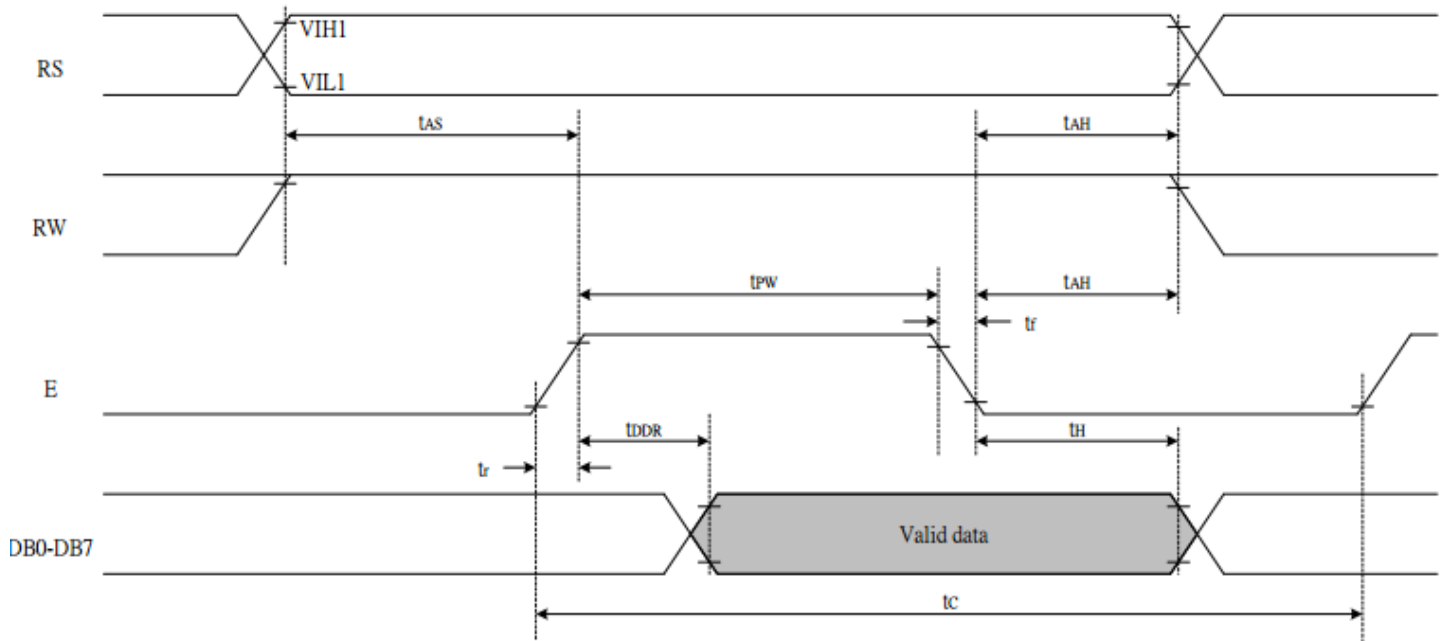 VIH1
RS
VIL1
tAS
tAH
RW
tPW
tAH
tf
E
tDDR
tH
tr
Valid data
DB0-DB7
tC